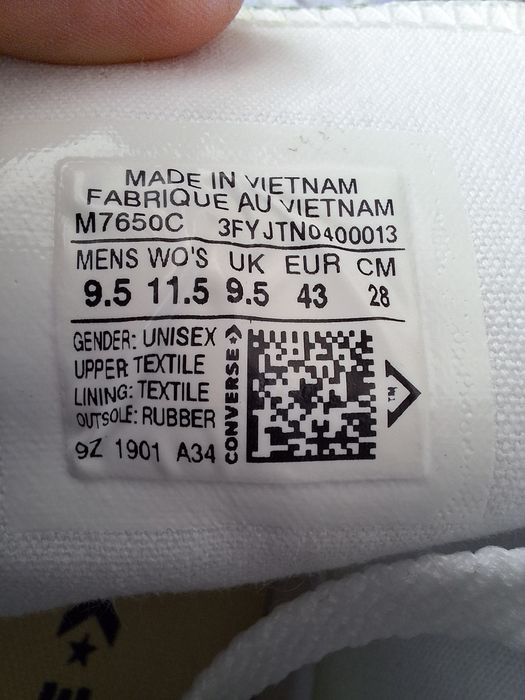 MADE IN VIETNAM
FABRIQUE AU VIETNAM
M7650C 3FYJTN0400013
MENS WO'S UK EUR CM
9.5 11.5 9.5 43 28
GENDER: UNISEX
UPPER TEXTILE
LINING: TEXTILE
OUTSOLE: RUBBER
9Z 1901 A34
CONVERSE